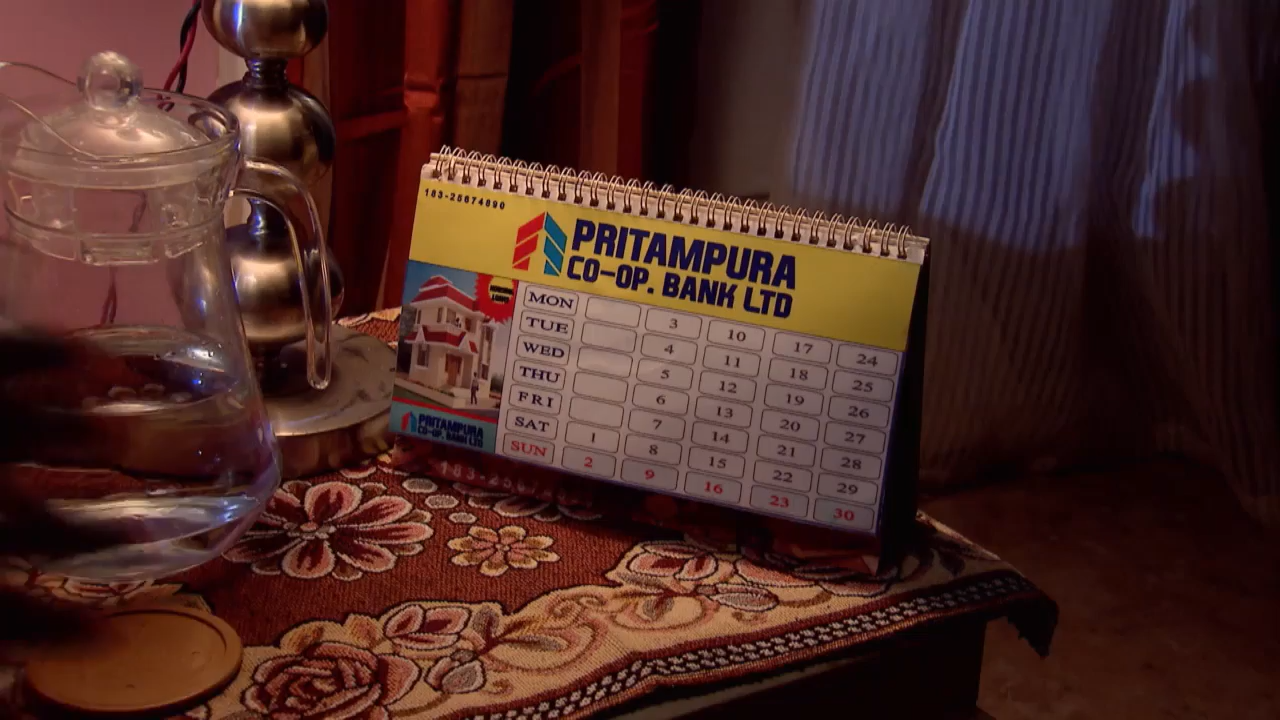 183-25674890
PRITAMPURA
CO-OP. BANK LTD
MON 3 10 17 24
TUE 4 11 18 25
WED 5 12 19 26
THU 6 13 20 27
FRI 7 14 21 28
SAT 1 8 15 22 29
SUN 2 9 16 23 30
PRITAMPURA
CO-OP. BANK LTD